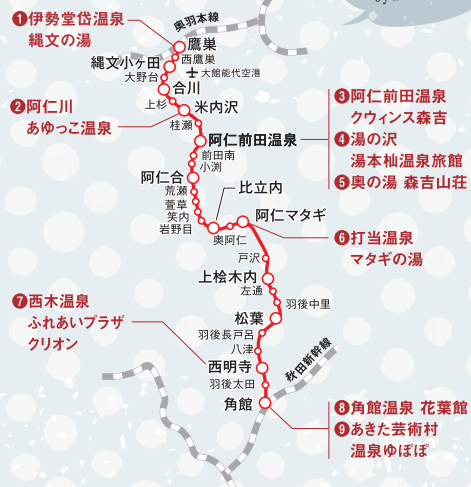 奥羽本線
❶伊勢堂岱温泉
縄文の湯
鷹巣
西鷹巣
縄文小ヶ田
大館能代空港
大野台
合川
上杉
❷阿仁川
あゆっこ温泉
米内沢
桂瀬
阿仁前田温泉
❸阿仁前田温泉
クウィンス森吉
❹湯の沢
湯本杣温泉旅館
❺奥の湯 森吉山荘
前田南
小渕
阿仁合
荒瀬
萱草
笑内
岩野目
比立内
奥阿仁
阿仁マタギ
❻打当温泉
マタギの湯
戸沢
上桧木内
左通
羽後中里
松葉
羽後長戸呂
八津
西明寺
羽後太田
角館
❼西木温泉
ふれあいプラザ
クリオン
秋田新幹線
❽角館温泉 花葉館
❾あきた芸術村
温泉ゆぽぽ